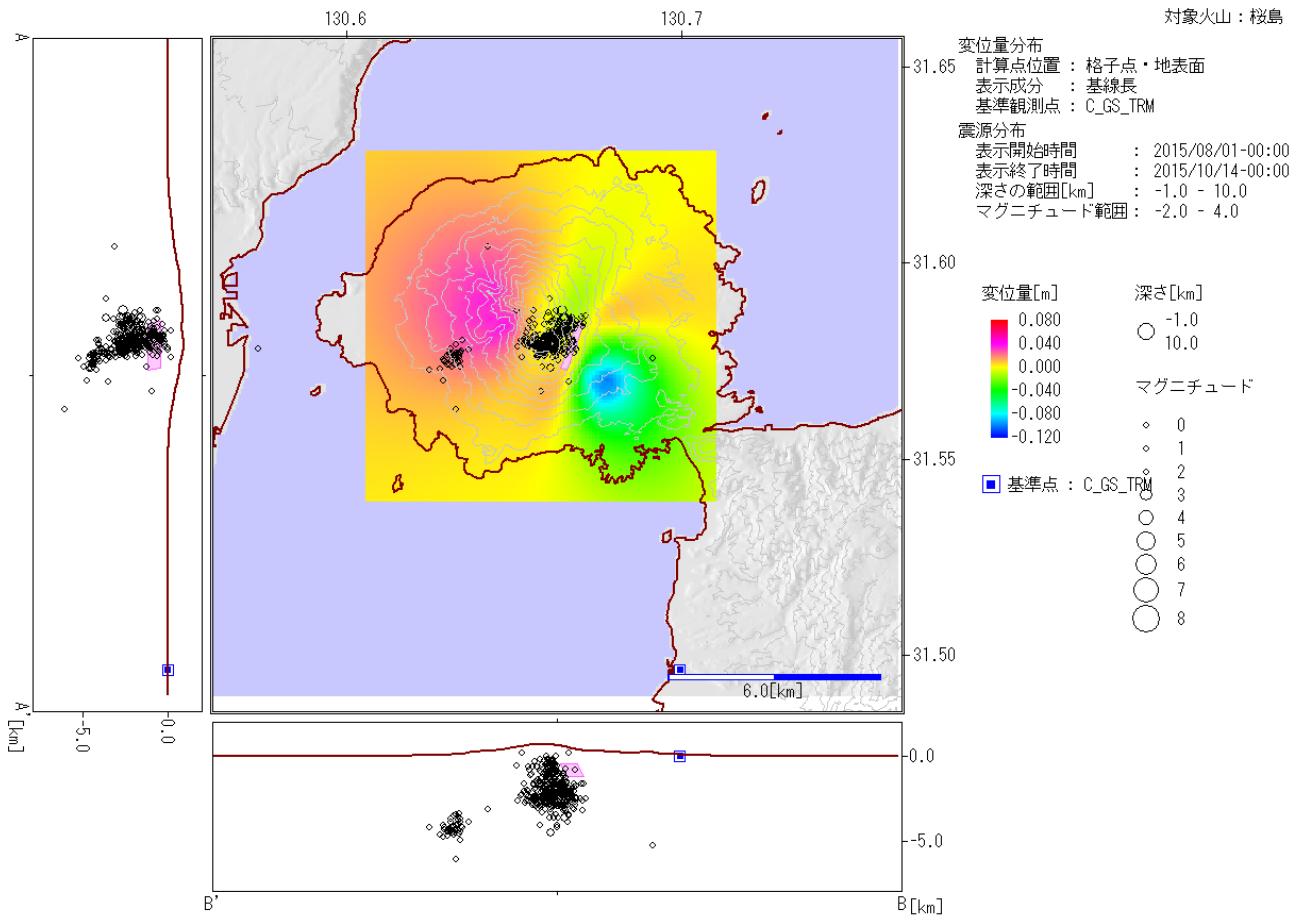 対象火山：桜島
130.6
130.7
変位量分布
計算点位置 : 格子点・地表面
表示成分 : 基線長
基準観測点 : C_GS_TRM
震源分布
表示開始時間 : 2015/08/01-00:00
表示終了時間 : 2015/10/14-00:00
深さの範囲[km] : -1.0 - 10.0
マグニチュード範囲 : -2.0 - 4.0
A
31.65
31.60
31.55
31.50
変位量[m]
0.080
0.040
0.000
-0.040
-0.080
-0.120
深さ[km]
-1.0
10.0
マグニチュード
0
1
2
3
4
5
6
7
8
基準点 : C_GS_TRM
6.0[km]
A'
[km]
-5.0
0.0
0.0
-5.0
B'
B
[km]